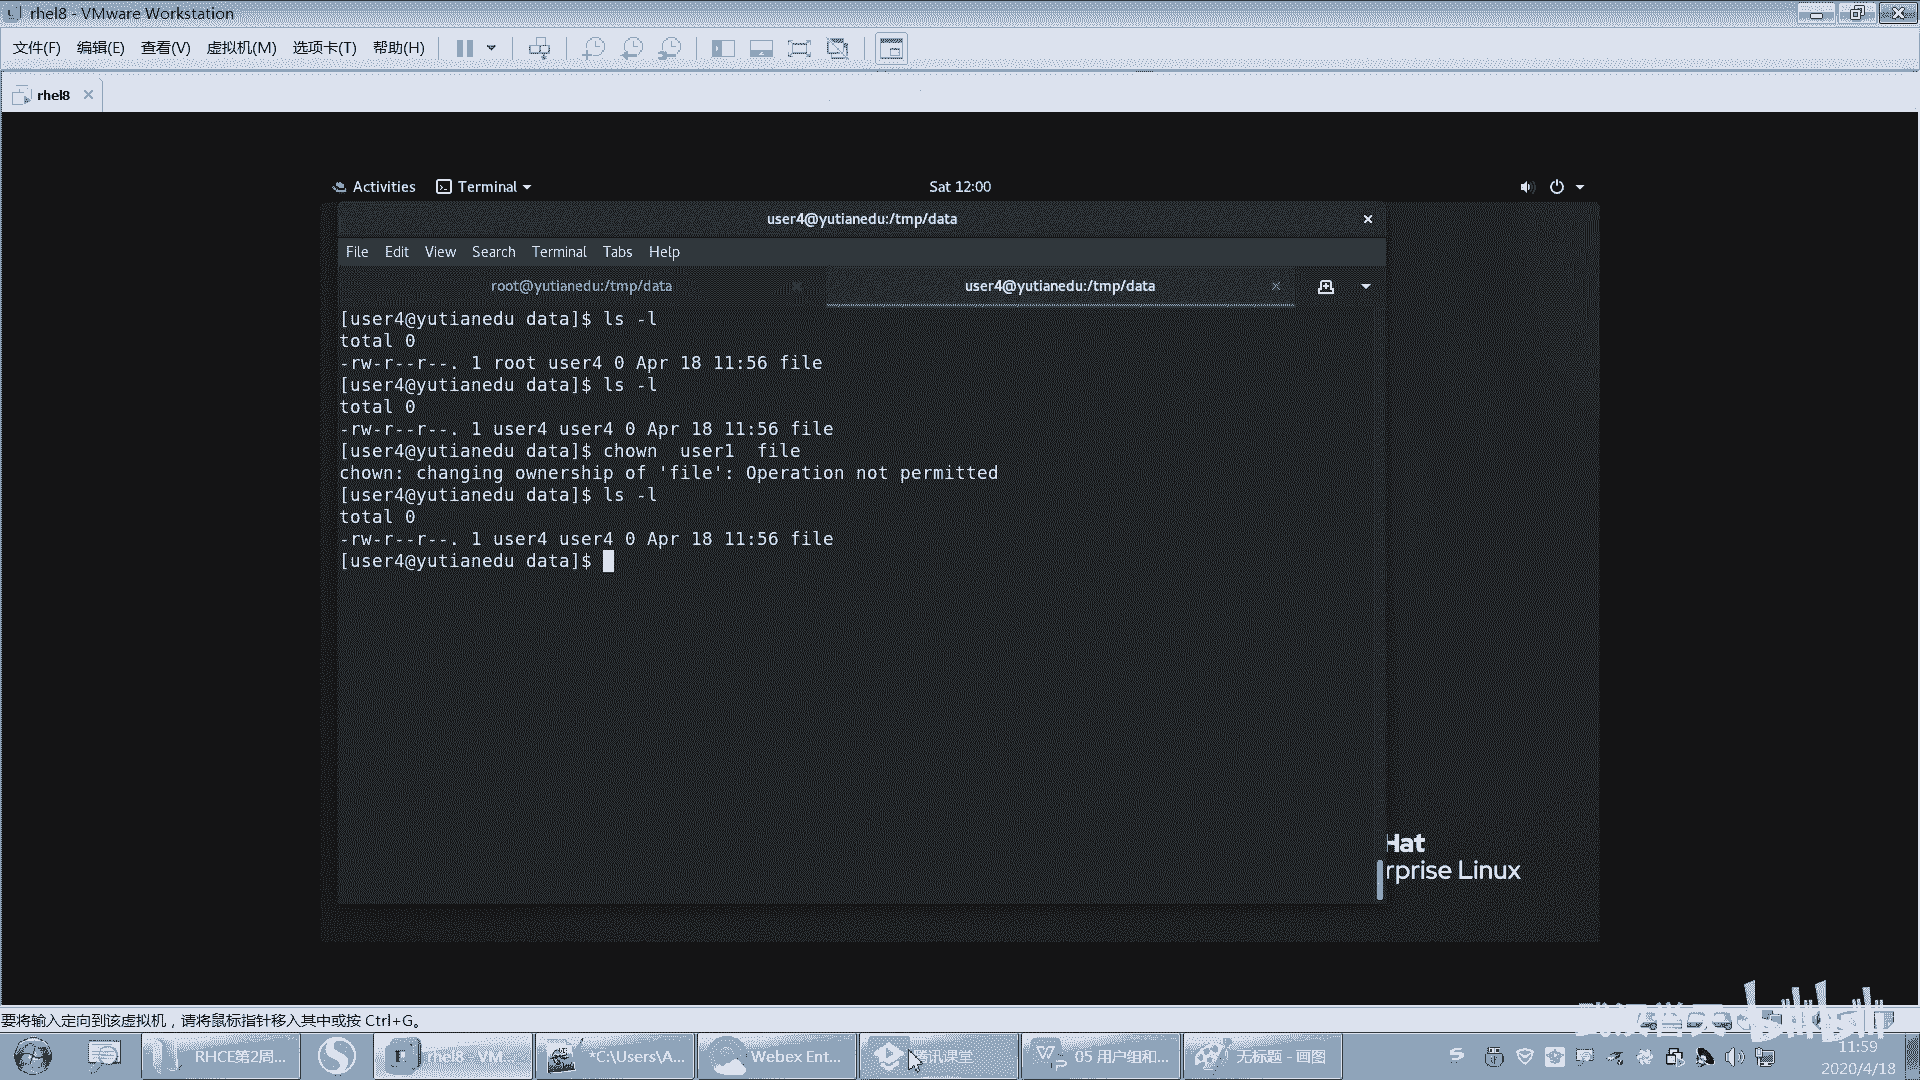 rhel8 - VMware Workstation
文件(F) 编辑(E) 查看(V) 虚拟机(M) 选项卡(T) 帮助(H)
rhel8
Activities Terminal Sat 12:00
user4@yutianedu:/tmp/data
File Edit View Search Terminal Tabs Help
root@yutianedu:/tmp/data user4@yutianedu:/tmp/data
[user4@yutianedu data]$ ls -l
total 0
-rw-r--r--. 1 root user4 0 Apr 18 11:56 file
[user4@yutianedu data]$ ls -l
total 0
-rw-r--r--. 1 user4 user4 0 Apr 18 11:56 file
[user4@yutianedu data]$ chown  user1  file
chown: changing ownership of 'file': Operation not permitted
[user4@yutianedu data]$ ls -l
total 0
-rw-r--r--. 1 user4 user4 0 Apr 18 11:56 file
[user4@yutianedu data]$
Hat
rprise Linux
要将输入定向到该虚拟机，请将鼠标指针移入其中或按 Ctrl+G。
bilibili
RHCE第2周... rhel8 - VM... *C:\Users\A... Webex Ent... 腾讯课堂 05 用户组和... 无标题 - 画图
11:59
2020/4/18